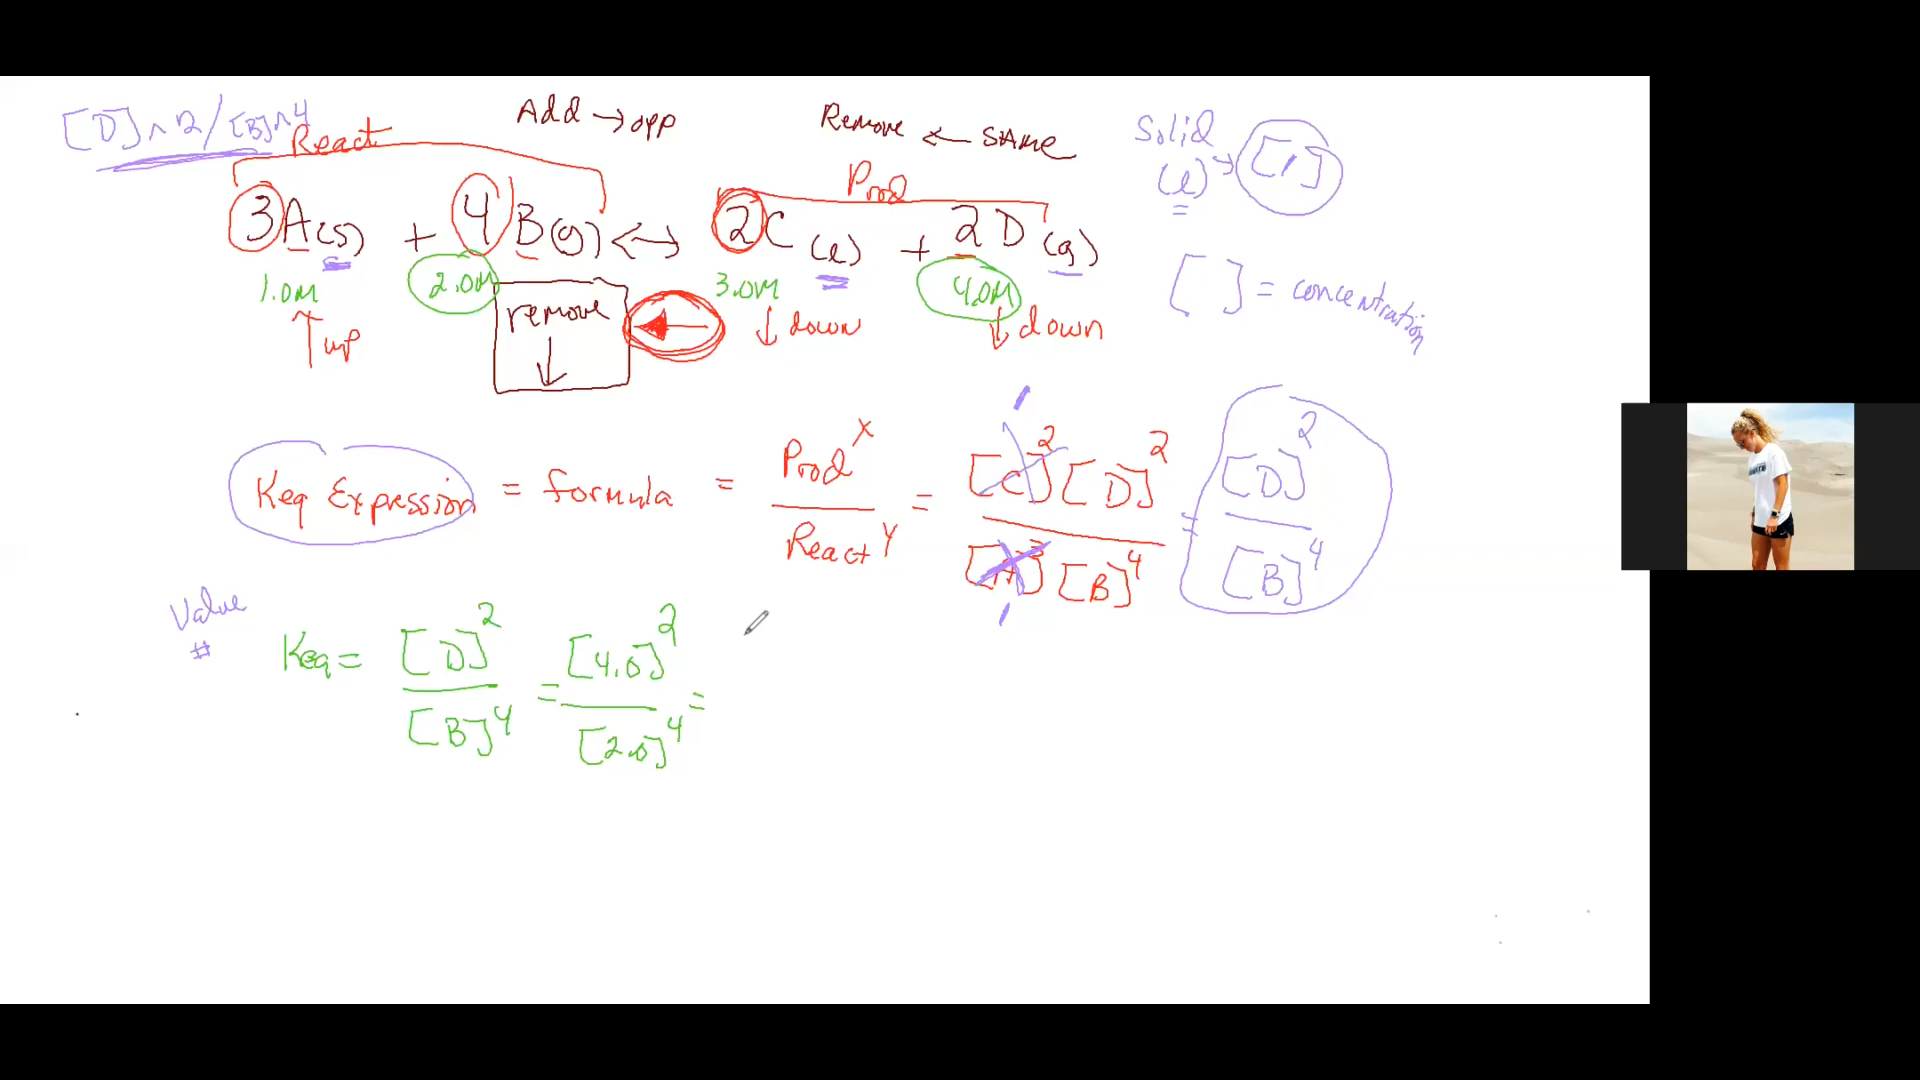 [D]^2/[B]^4
Add → opp
Remove ← SAME
Solid
(l) → [1]
React
Prod
3A(s) + 4B(g) ↔ 2C(l) + 2D(g)
1.0M 2.0M 3.0M 4.0M
[ ] = concentration
↑ up
remove
↓
←
↓ down
↓ down
Keq Expression = formula = Prod^x / React^y = [C]^2 [D]^2 / [A]^3 [B]^4 = [D]^2 / [B]^4
1
1
Value
#
Keq = [D]^2 / [B]^4 = [4.0]^2 / [2.0]^4 =